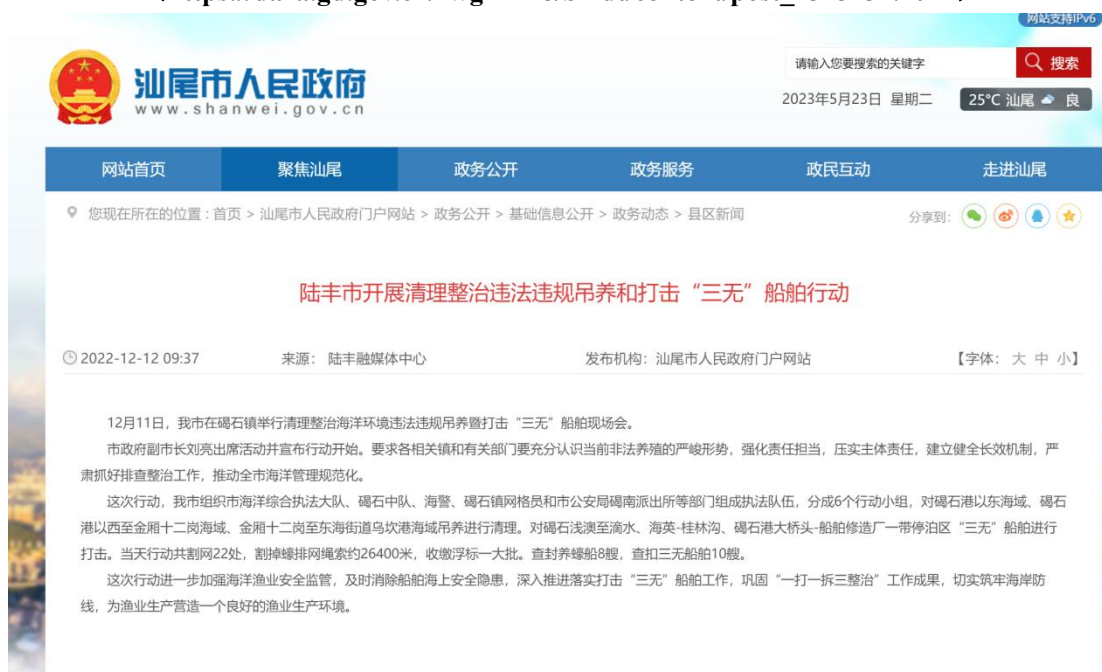 网站支持IPv6
汕尾市人民政府
www.shanwei.gov.cn
请输入您要搜索的关键字
搜索
2023年5月23日 星期二
25°C 汕尾 良
网站首页 聚焦汕尾 政务公开 政务服务 政民互动 走进汕尾
您现在所在的位置 : 首页 > 汕尾市人民政府门户网站 > 政务公开 > 基础信息公开 > 政务动态 > 县区新闻
分享到:
陆丰市开展清理整治违法违规吊养和打击“三无”船舶行动
2022-12-12 09:37 来源: 陆丰融媒体中心 发布机构: 汕尾市人民政府门户网站 【字体: 大 中 小】
12月11日，我市在碣石镇举行清理整治海洋环境违法违规吊养暨打击“三无”船舶现场会。
市政府副市长刘亮出席活动并宣布行动开始。要求各相关镇和有关部门要充分认识当前非法养殖的严峻形势，强化责任担当，压实主体责任，建立健全长效机制，严
肃抓好排查整治工作，推动全市海洋管理规范化。
这次行动，我市组织市海洋综合执法大队、碣石中队、海警、碣石镇网格员和市公安局碣南派出所等部门组成执法队伍，分成6个行动小组，对碣石港以东海域、碣石
港以西至金厢十二岗海域、金厢十二岗至东海街道乌坎港海域吊养进行清理。对碣石浅澳至滴水、海英-桂林沟、碣石港大桥头-船舶修造厂一带停泊区“三无”船舶进行
打击。当天行动共割网22处，割掉蠔排网绳索约26400米，收缴浮标一大批。查封养蠔船8艘，查扣三无船舶10艘。
这次行动进一步加强海洋渔业安全监管，及时消除船舶海上安全隐患，深入推进落实打击“三无”船舶工作，巩固“一打一拆三整治”工作成果，切实筑牢海岸防
线，为渔业生产营造一个良好的渔业生产环境。